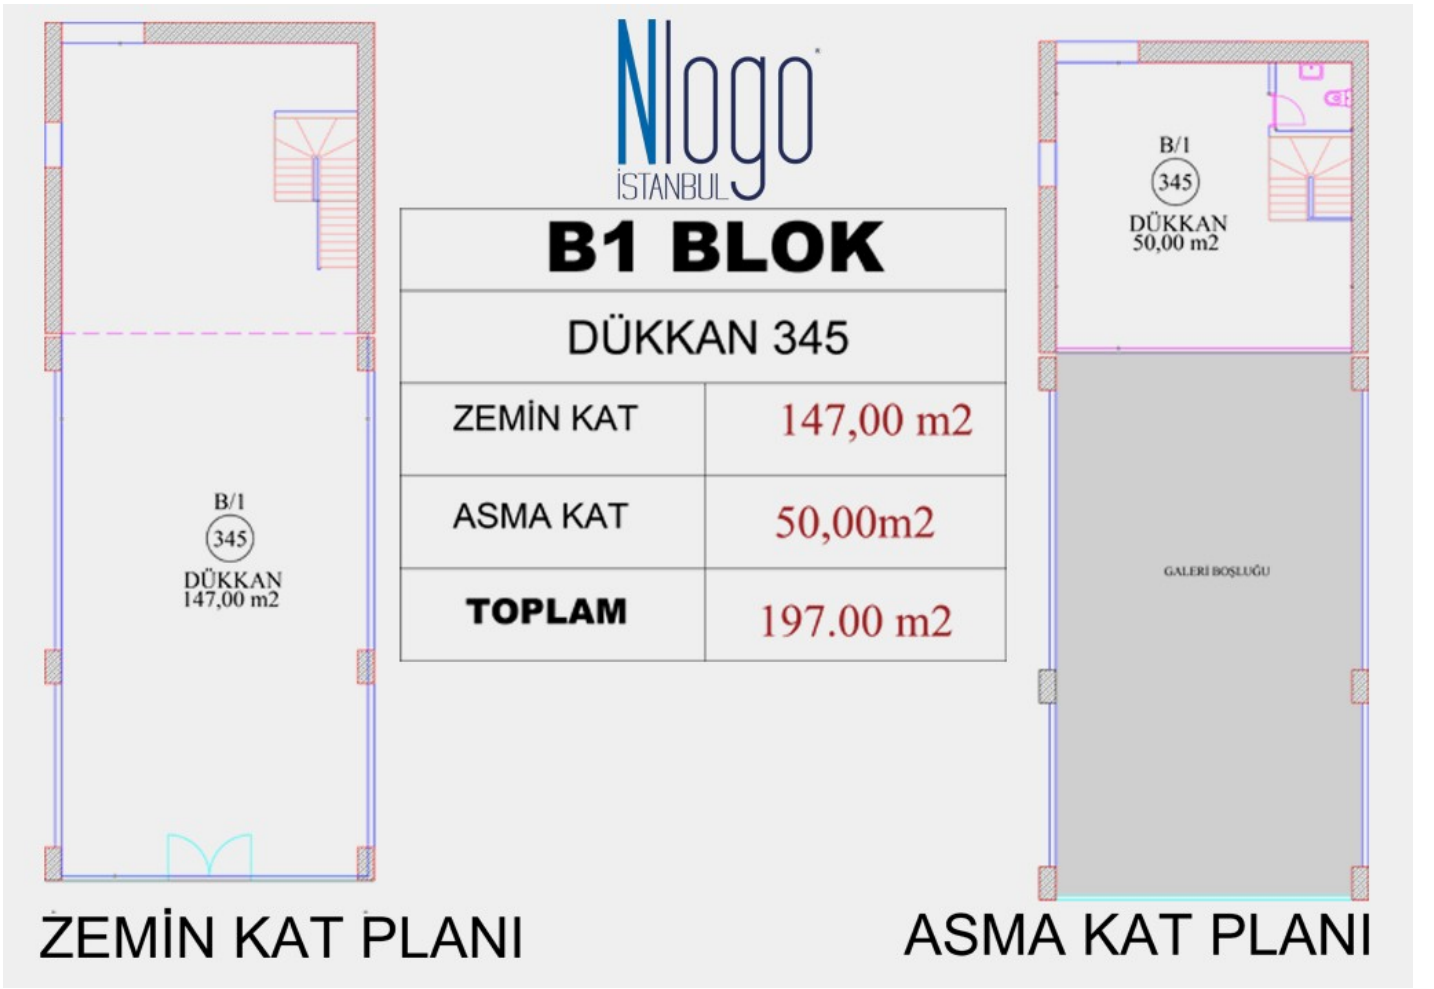 Nlogo
İSTANBUL
B1 BLOK
DÜKKAN 345
ZEMİN KAT 147,00 m2
ASMA KAT 50,00m2
TOPLAM 197.00 m2
B/1
345
DÜKKAN
147,00 m2
ZEMİN KAT PLANI
B/1
345
DÜKKAN
50,00 m2
GALERİ BOŞLUĞU
ASMA KAT PLANI